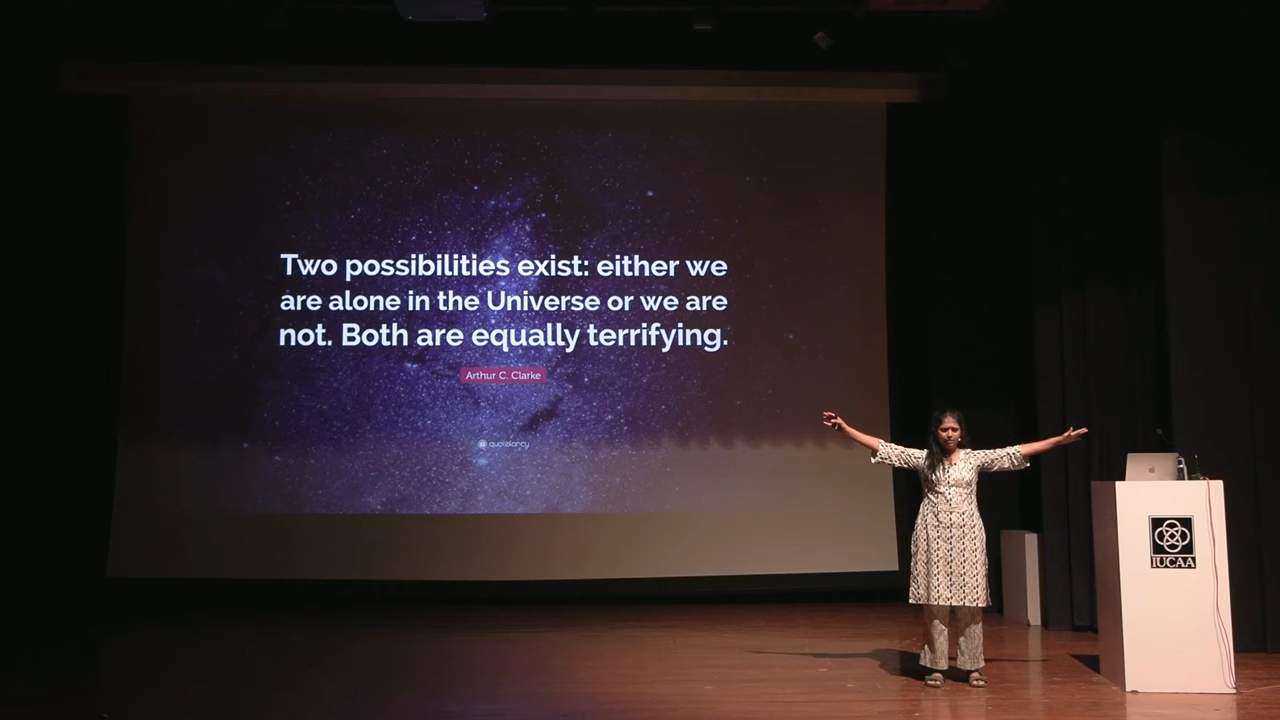 Two possibilities exist: either we
are alone in the Universe or we are
not. Both are equally terrifying.
Arthur C. Clarke
quotefancy
IUCAA